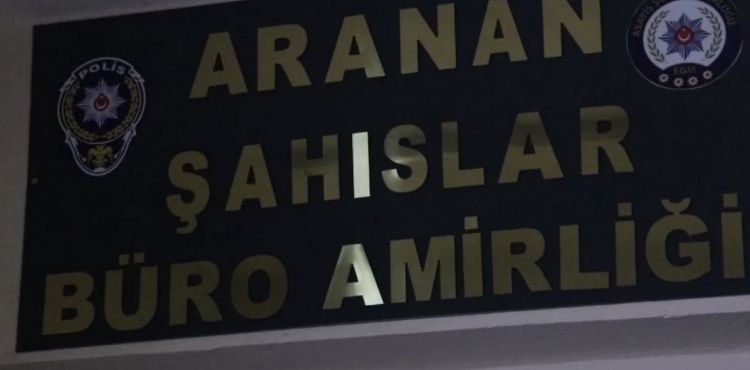 ARANAN
ŞAHISLAR
BÜRO AMİRLİĞİ
POLİS
EGM